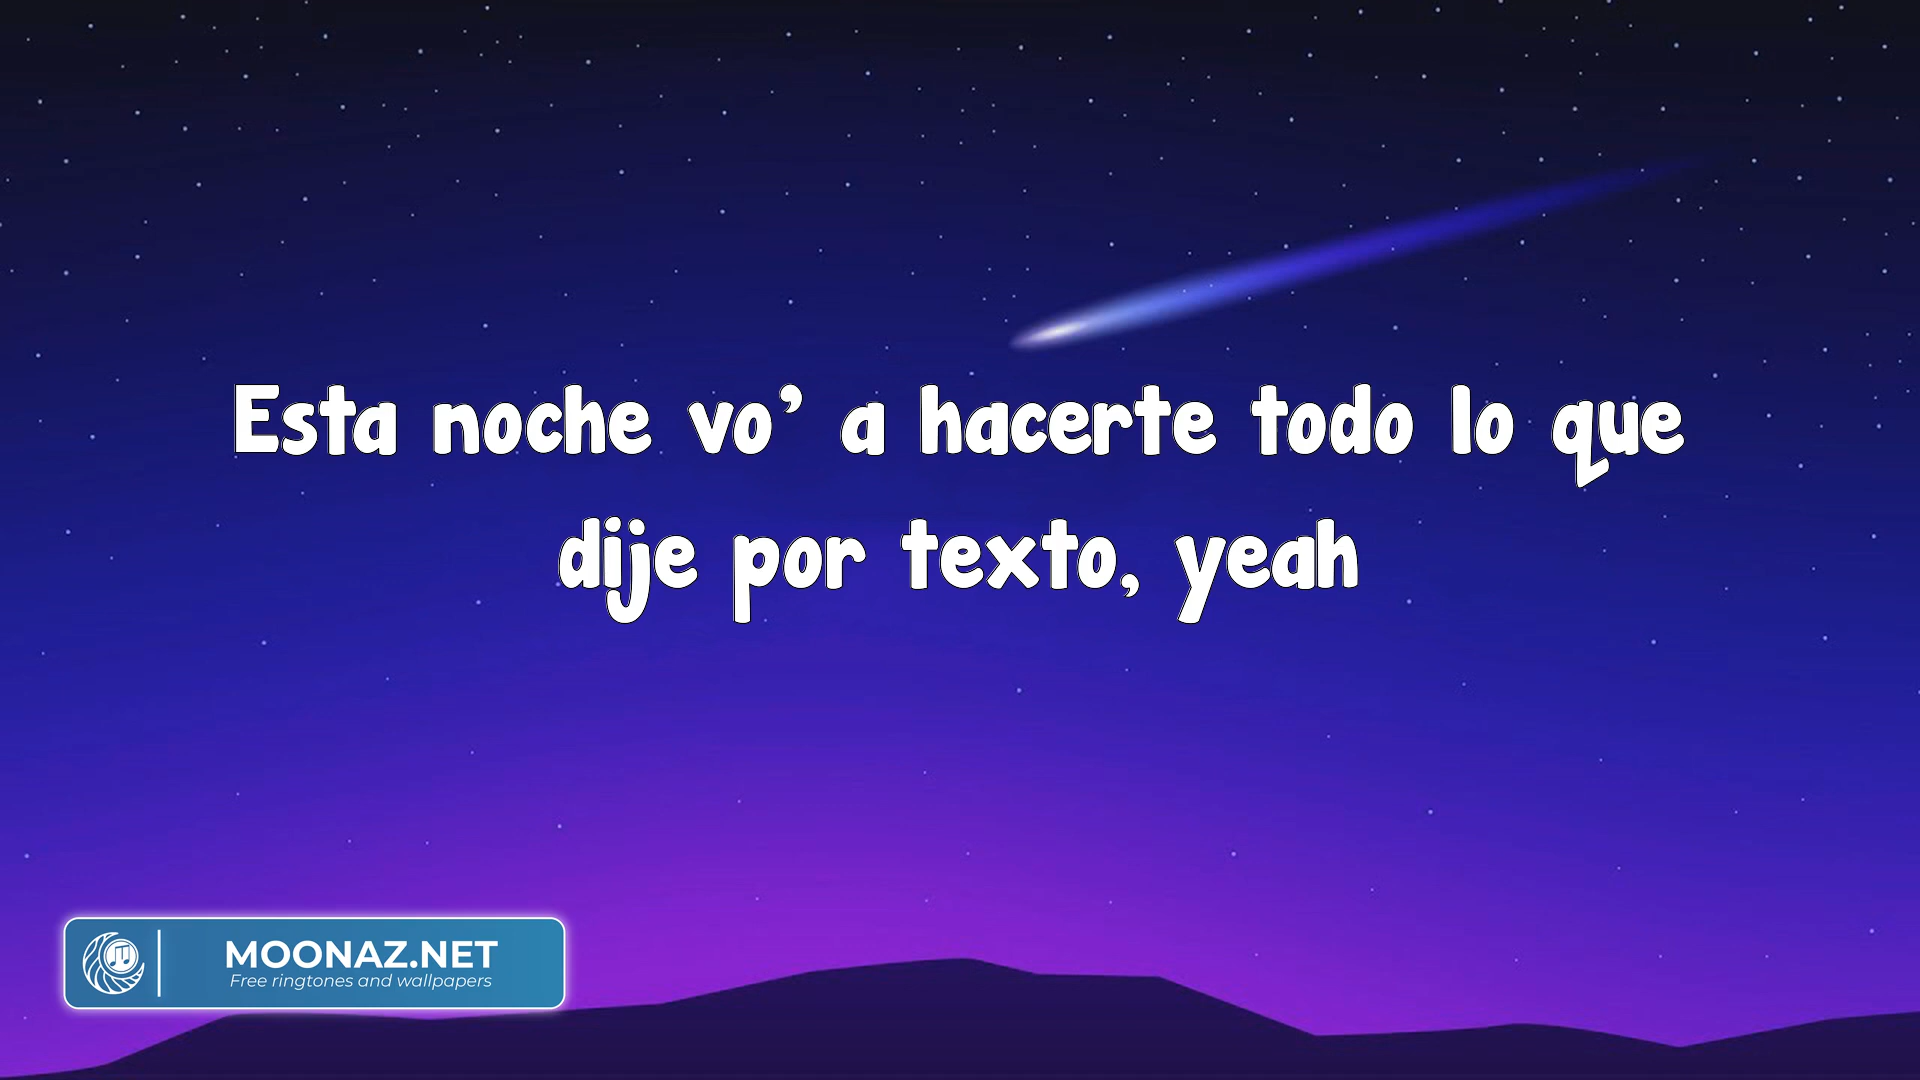 Esta noche vo’ a hacerte todo lo que
dije por texto, yeah
MOONAZ.NET
Free ringtones and wallpapers